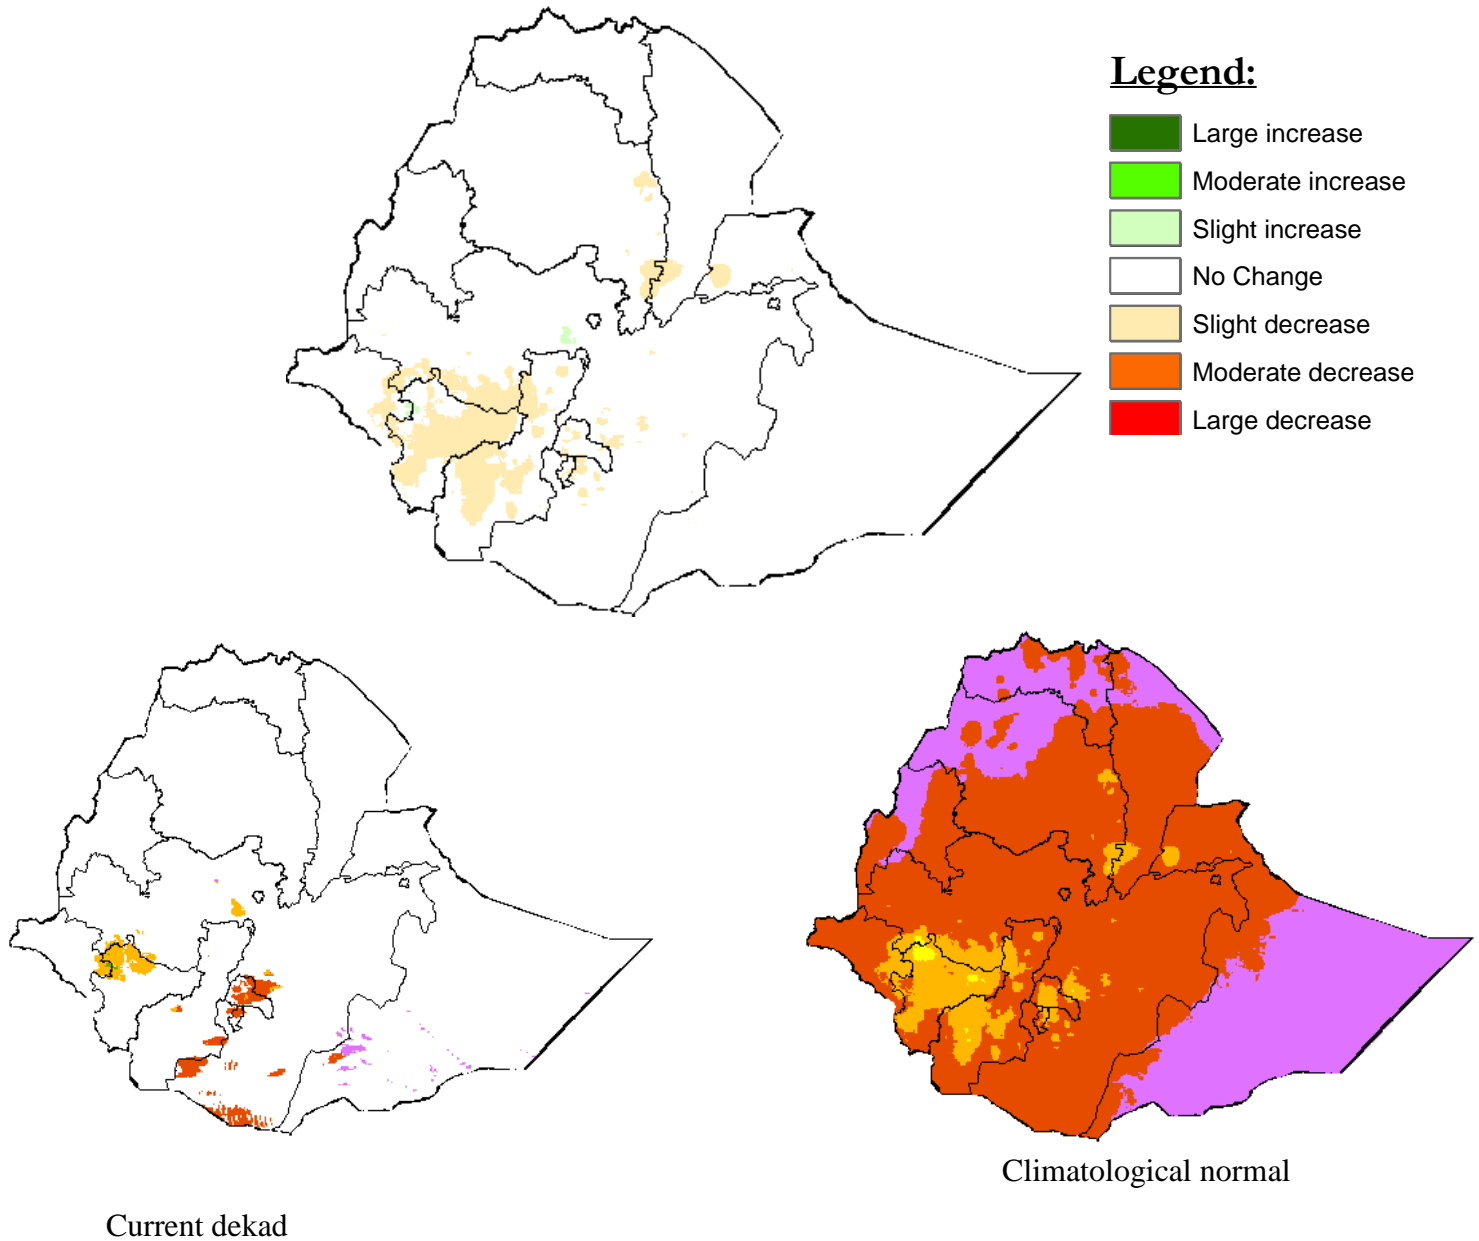 Legend:
Large increase
Moderate increase
Slight increase
No Change
Slight decrease
Moderate decrease
Large decrease
Climatological normal
Current dekad